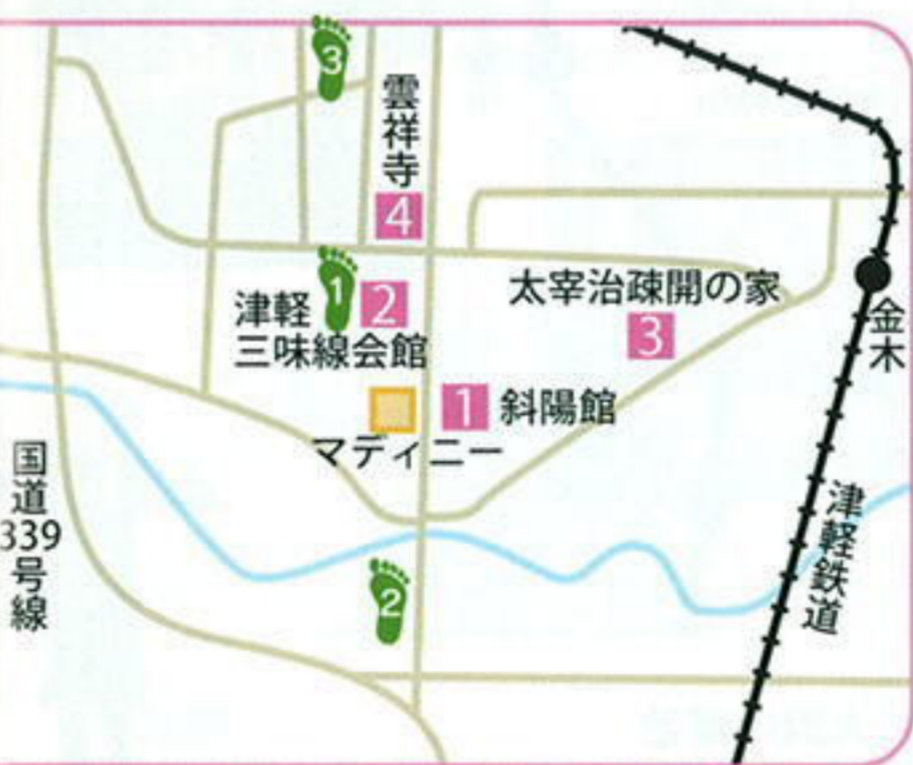 3
雲祥寺
4
1
2
津軽
三味線会館
太宰治疎開の家
3
金木
1
斜陽館
マディニー
国道
339
号線
2
津軽鉄道